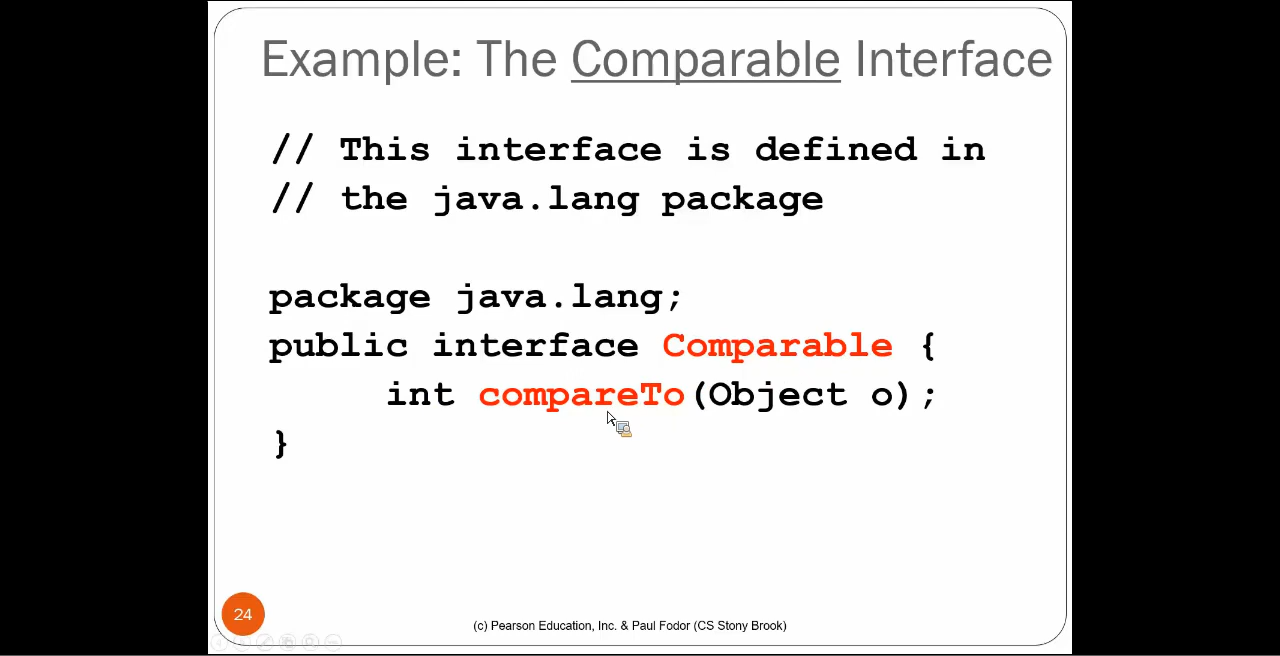 Example: The Comparable Interface
// This interface is defined in
// the java.lang package
package java.lang;
public interface Comparable {
int compareTo(Object o);
}
24
(c) Pearson Education, Inc. & Paul Fodor (CS Stony Brook)